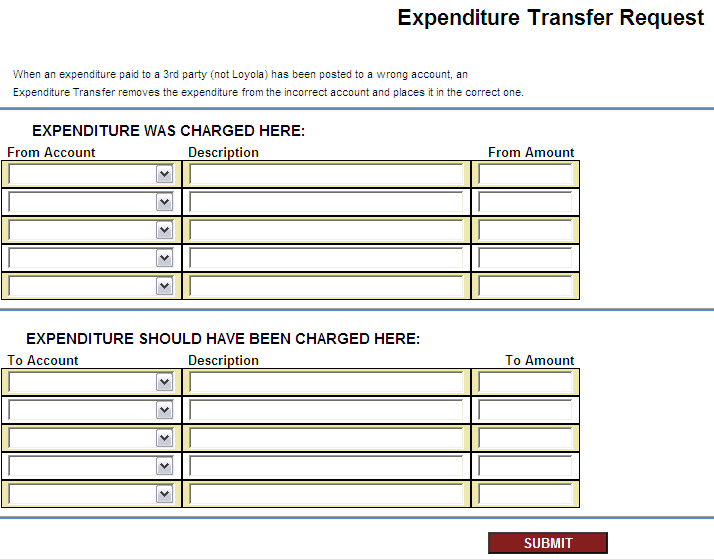 Expenditure Transfer Request
When an expenditure paid to a 3rd party (not Loyola) has been posted to a wrong account, an
Expenditure Transfer removes the expenditure from the incorrect account and places it in the correct one.
EXPENDITURE WAS CHARGED HERE:
From Account Description From Amount
EXPENDITURE SHOULD HAVE BEEN CHARGED HERE:
To Account Description To Amount
SUBMIT